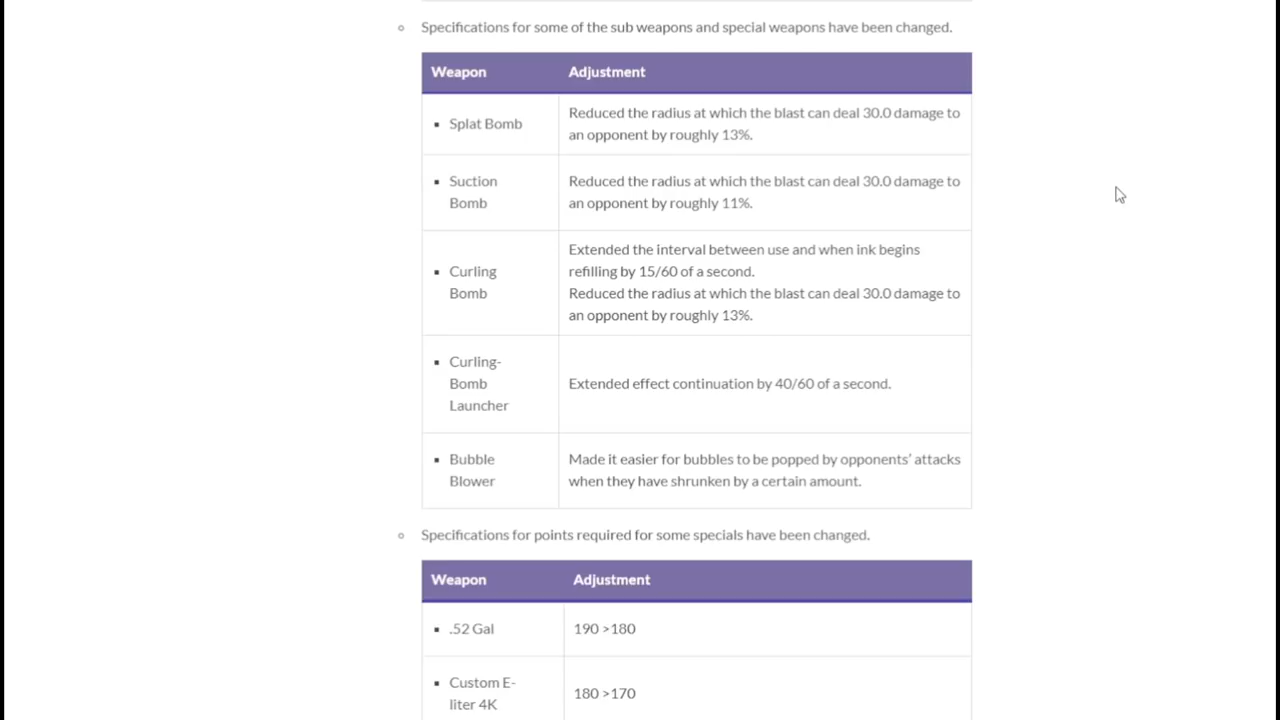 Specifications for some of the sub weapons and special weapons have been changed.
Weapon Adjustment
Splat Bomb
Reduced the radius at which the blast can deal 30.0 damage to
an opponent by roughly 13%.
Suction
Bomb
Reduced the radius at which the blast can deal 30.0 damage to
an opponent by roughly 11%.
Curling
Bomb
Extended the interval between use and when ink begins
refilling by 15/60 of a second.
Reduced the radius at which the blast can deal 30.0 damage to
an opponent by roughly 13%.
Curling-
Bomb
Launcher
Extended effect continuation by 40/60 of a second.
Bubble
Blower
Made it easier for bubbles to be popped by opponents’ attacks
when they have shrunken by a certain amount.
Specifications for points required for some specials have been changed.
Weapon Adjustment
.52 Gal 190 >180
Custom E-
liter 4K
180 >170